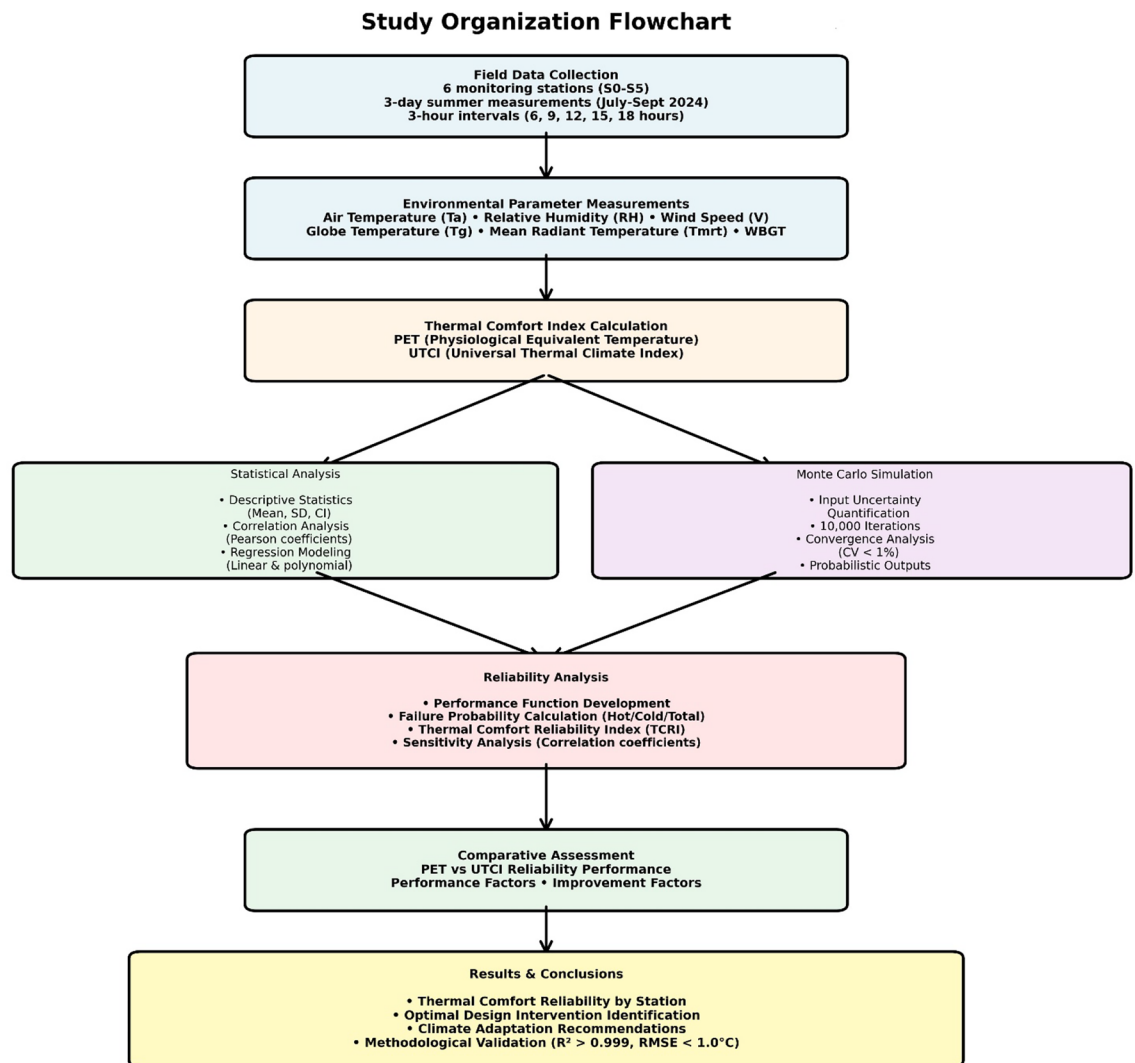 Study Organization Flowchart
Field Data Collection
6 monitoring stations (S0-S5)
3-day summer measurements (July-Sept 2024)
3-hour intervals (6, 9, 12, 15, 18 hours)
Environmental Parameter Measurements
Air Temperature (Ta) • Relative Humidity (RH) • Wind Speed (V)
Globe Temperature (Tg) • Mean Radiant Temperature (Tmrt) • WBGT
Thermal Comfort Index Calculation
PET (Physiological Equivalent Temperature)
UTCI (Universal Thermal Climate Index)
Statistical Analysis
• Descriptive Statistics
(Mean, SD, CI)
• Correlation Analysis
(Pearson coefficients)
• Regression Modeling
(Linear & polynomial)
Monte Carlo Simulation
• Input Uncertainty
Quantification
• 10,000 Iterations
• Convergence Analysis
(CV < 1%)
• Probabilistic Outputs
Reliability Analysis
• Performance Function Development
• Failure Probability Calculation (Hot/Cold/Total)
• Thermal Comfort Reliability Index (TCRI)
• Sensitivity Analysis (Correlation coefficients)
Comparative Assessment
PET vs UTCI Reliability Performance
Performance Factors • Improvement Factors
Results & Conclusions
• Thermal Comfort Reliability by Station
• Optimal Design Intervention Identification
• Climate Adaptation Recommendations
• Methodological Validation (R² > 0.999, RMSE < 1.0°C)